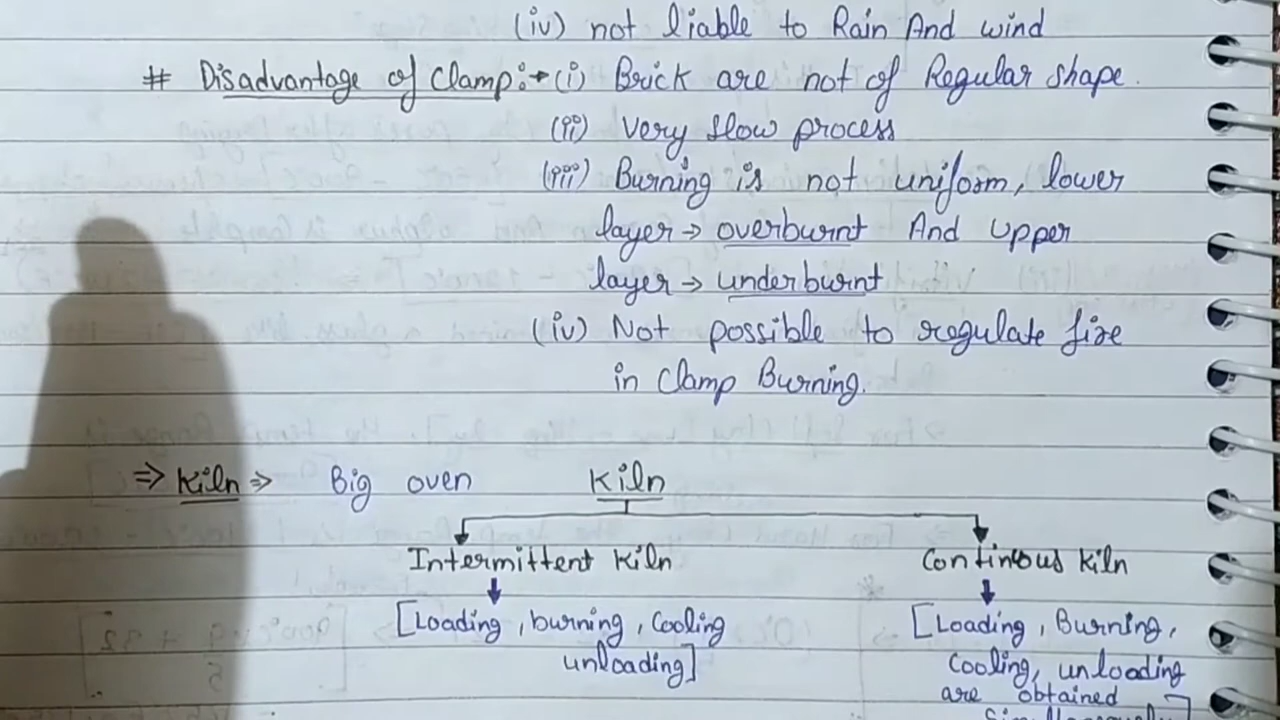 (iv) not liable to Rain And wind
# Disadvantage of Clamp:→ (i) Brick are not of Regular shape.
(ii) Very slow process
(iii) Burning is not uniform, lower
layer → overburnt And Upper
layer → underburnt
(iv) Not possible to regulate fire
in Clamp Burning.
⇒ Kiln ⇒ Big oven Kiln
Intermittent Kiln Continous Kiln
[Loading, burning, Cooling [Loading, Burning,
unloading] Cooling, unloading
are obtained